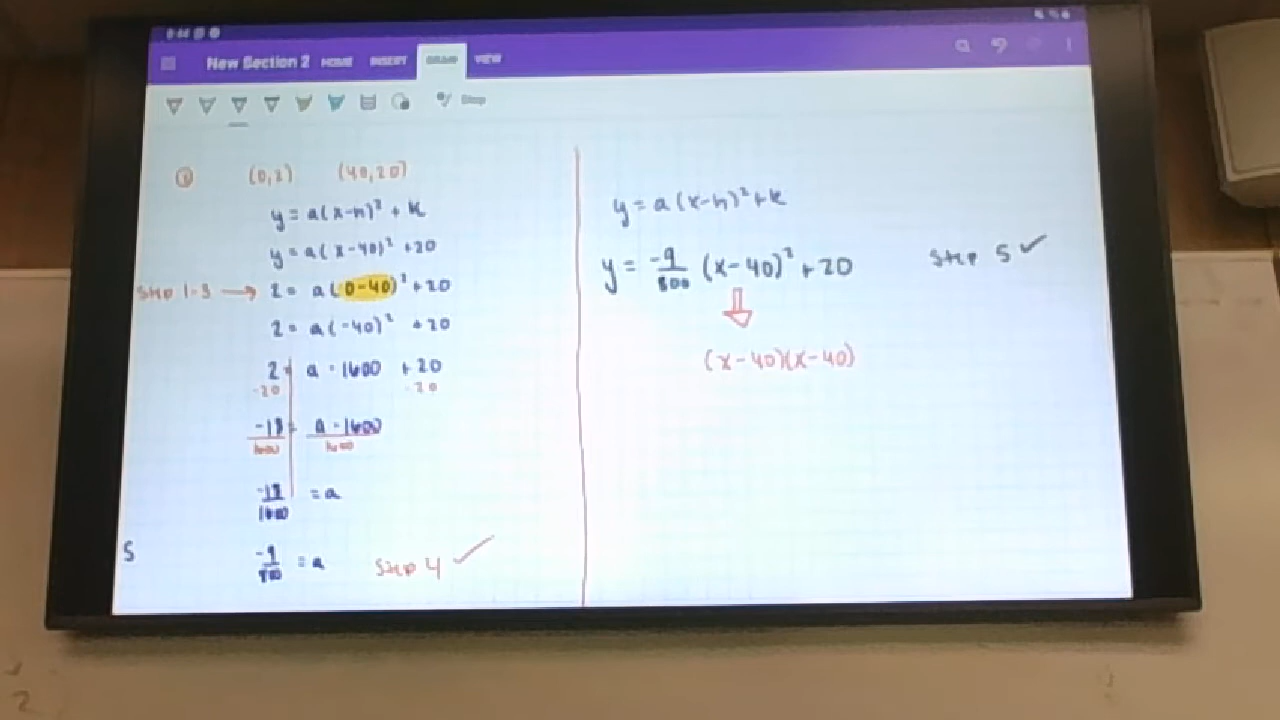 New Section 2 HOME INSERT DRAW VIEW
Stop
(0,2) (40,20)
y = a(x-h)² + k
y = a(x-40)² +20
Step 1-3 → 2 = a(0-40)² +20
2 = a(-40)² +20
2 = a · 1600 +20
-20 -20
-18 = a · 1600
1600 1600
-18/1600 = a
-9/800 = a Step 4 ✓
S
y = a(x-h)² + k
y = -9/800 (x-40)² + 20 Step 5 ✓
(x-40)(x-40)